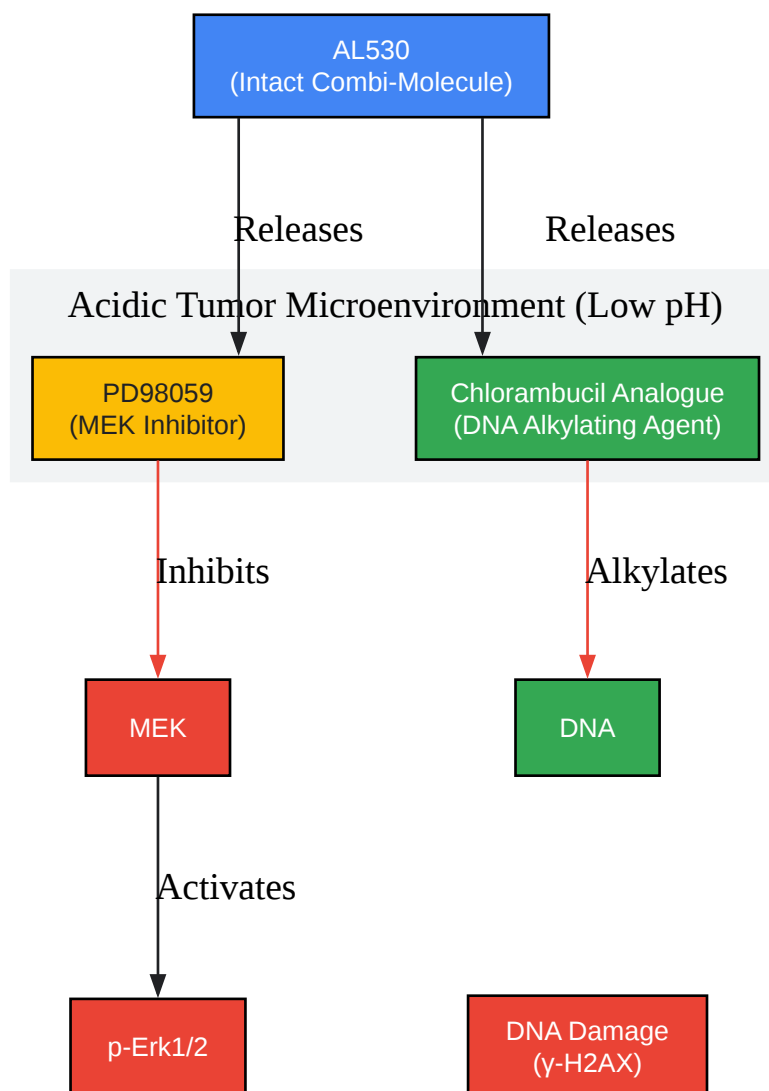 AL530
(Intact Combi-Molecule)
Releases
Releases
Acidic Tumor Microenvironment (Low pH)
PD98059
(MEK Inhibitor)
Chlorambucil Analogue
(DNA Alkylating Agent)
Inhibits
Alkylates
MEK
DNA
Activates
p-Erk1/2
DNA Damage
(γ-H2AX)